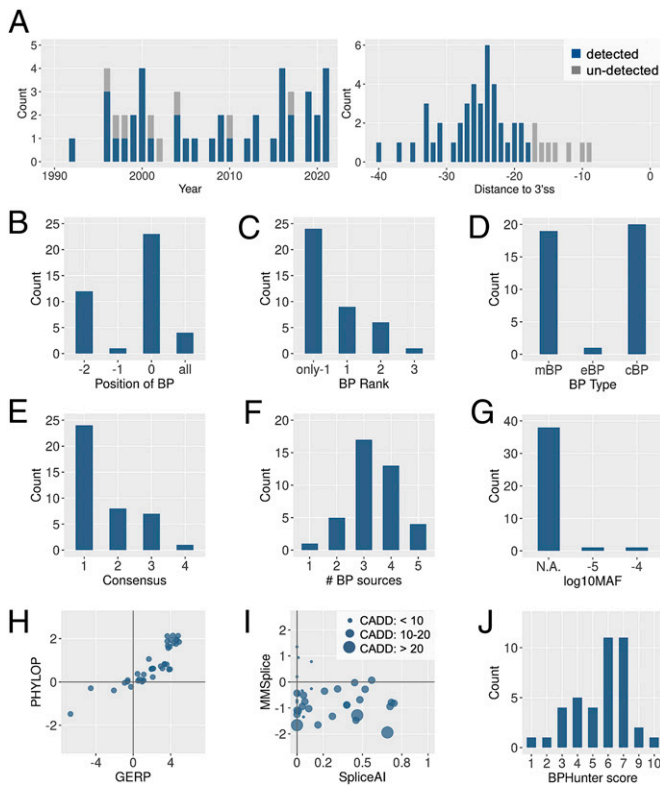 A
Count
5
4
3
2
1
0
1990 2000 2010 2020
Year
Count
6
4
2
0
-40 -30 -20 -10 0
Distance to 3'ss
detected
un-detected
B
Count
25
20
15
10
5
0
-2 -1 0 all
Position of BP
C
Count
25
20
15
10
5
0
only-1 1 2 3
BP Rank
D
Count
20
15
10
5
0
mBP eBP cBP
BP Type
E
Count
25
20
15
10
5
0
1 2 3 4
Consensus
F
Count
20
15
10
5
0
1 2 3 4 5
# BP sources
G
Count
40
30
20
10
0
N.A. -5 -4
log10MAF
H
PHYLOP
2
0
-2
-4 0 4
GERP
I
MMSplice
2
1
0
-1
-2
0 0.2 0.5 0.8 1
SpliceAI
CADD: < 10
CADD: 10-20
CADD: > 20
J
Count
10
5
0
1 2 3 4 5 6 7 9 10
BPHunter score